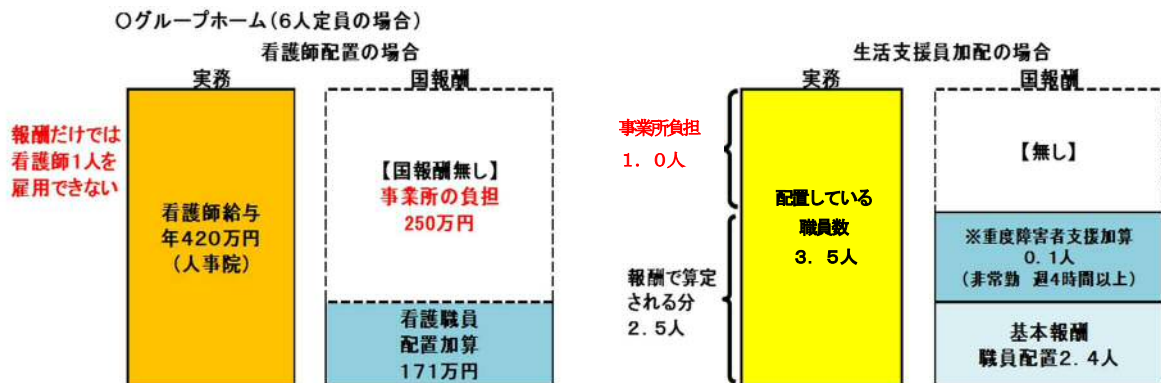 ○グループホーム(6人定員の場合)
看護師配置の場合
実務
国報酬
報酬だけでは
看護師1人を
雇用できない
看護師給与
年420万円
(人事院)
【国報酬無し】
事業所の負担
250万円
看護職員
配置加算
171万円
生活支援員加配の場合
実務
国報酬
事業所負担
1.0人
報酬で算定
される分
2.5人
配置している
職員数
3.5人
【無し】
※重度障害者支援加算
0.1人
(非常勤 週4時間以上)
基本報酬
職員配置2.4人